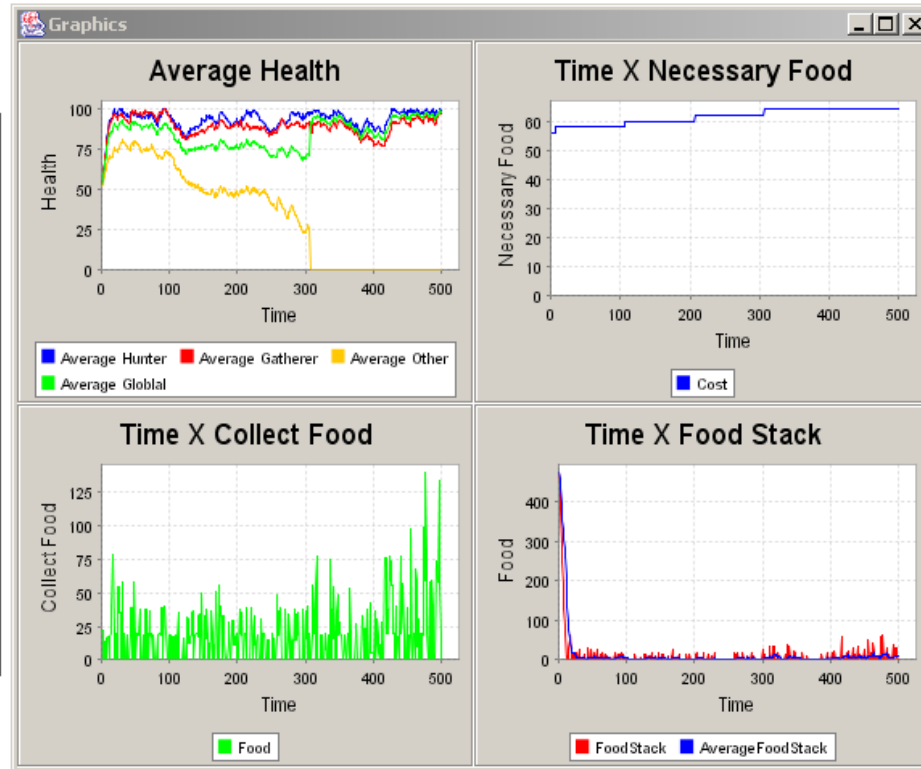 Graphics
Average Health
Health
100
75
50
25
0
0 100 200 300 400 500
Time
Average Hunter Average Gatherer Average Other
Average Globlal
Time X Necessary Food
Necessary Food
60
50
40
30
20
10
0
0 100 200 300 400 500
Time
Cost
Time X Collect Food
Collect Food
125
100
75
50
25
0
0 100 200 300 400 500
Time
Food
Time X Food Stack
Food
400
300
200
100
0
0 100 200 300 400 500
Time
FoodStack AverageFoodStack